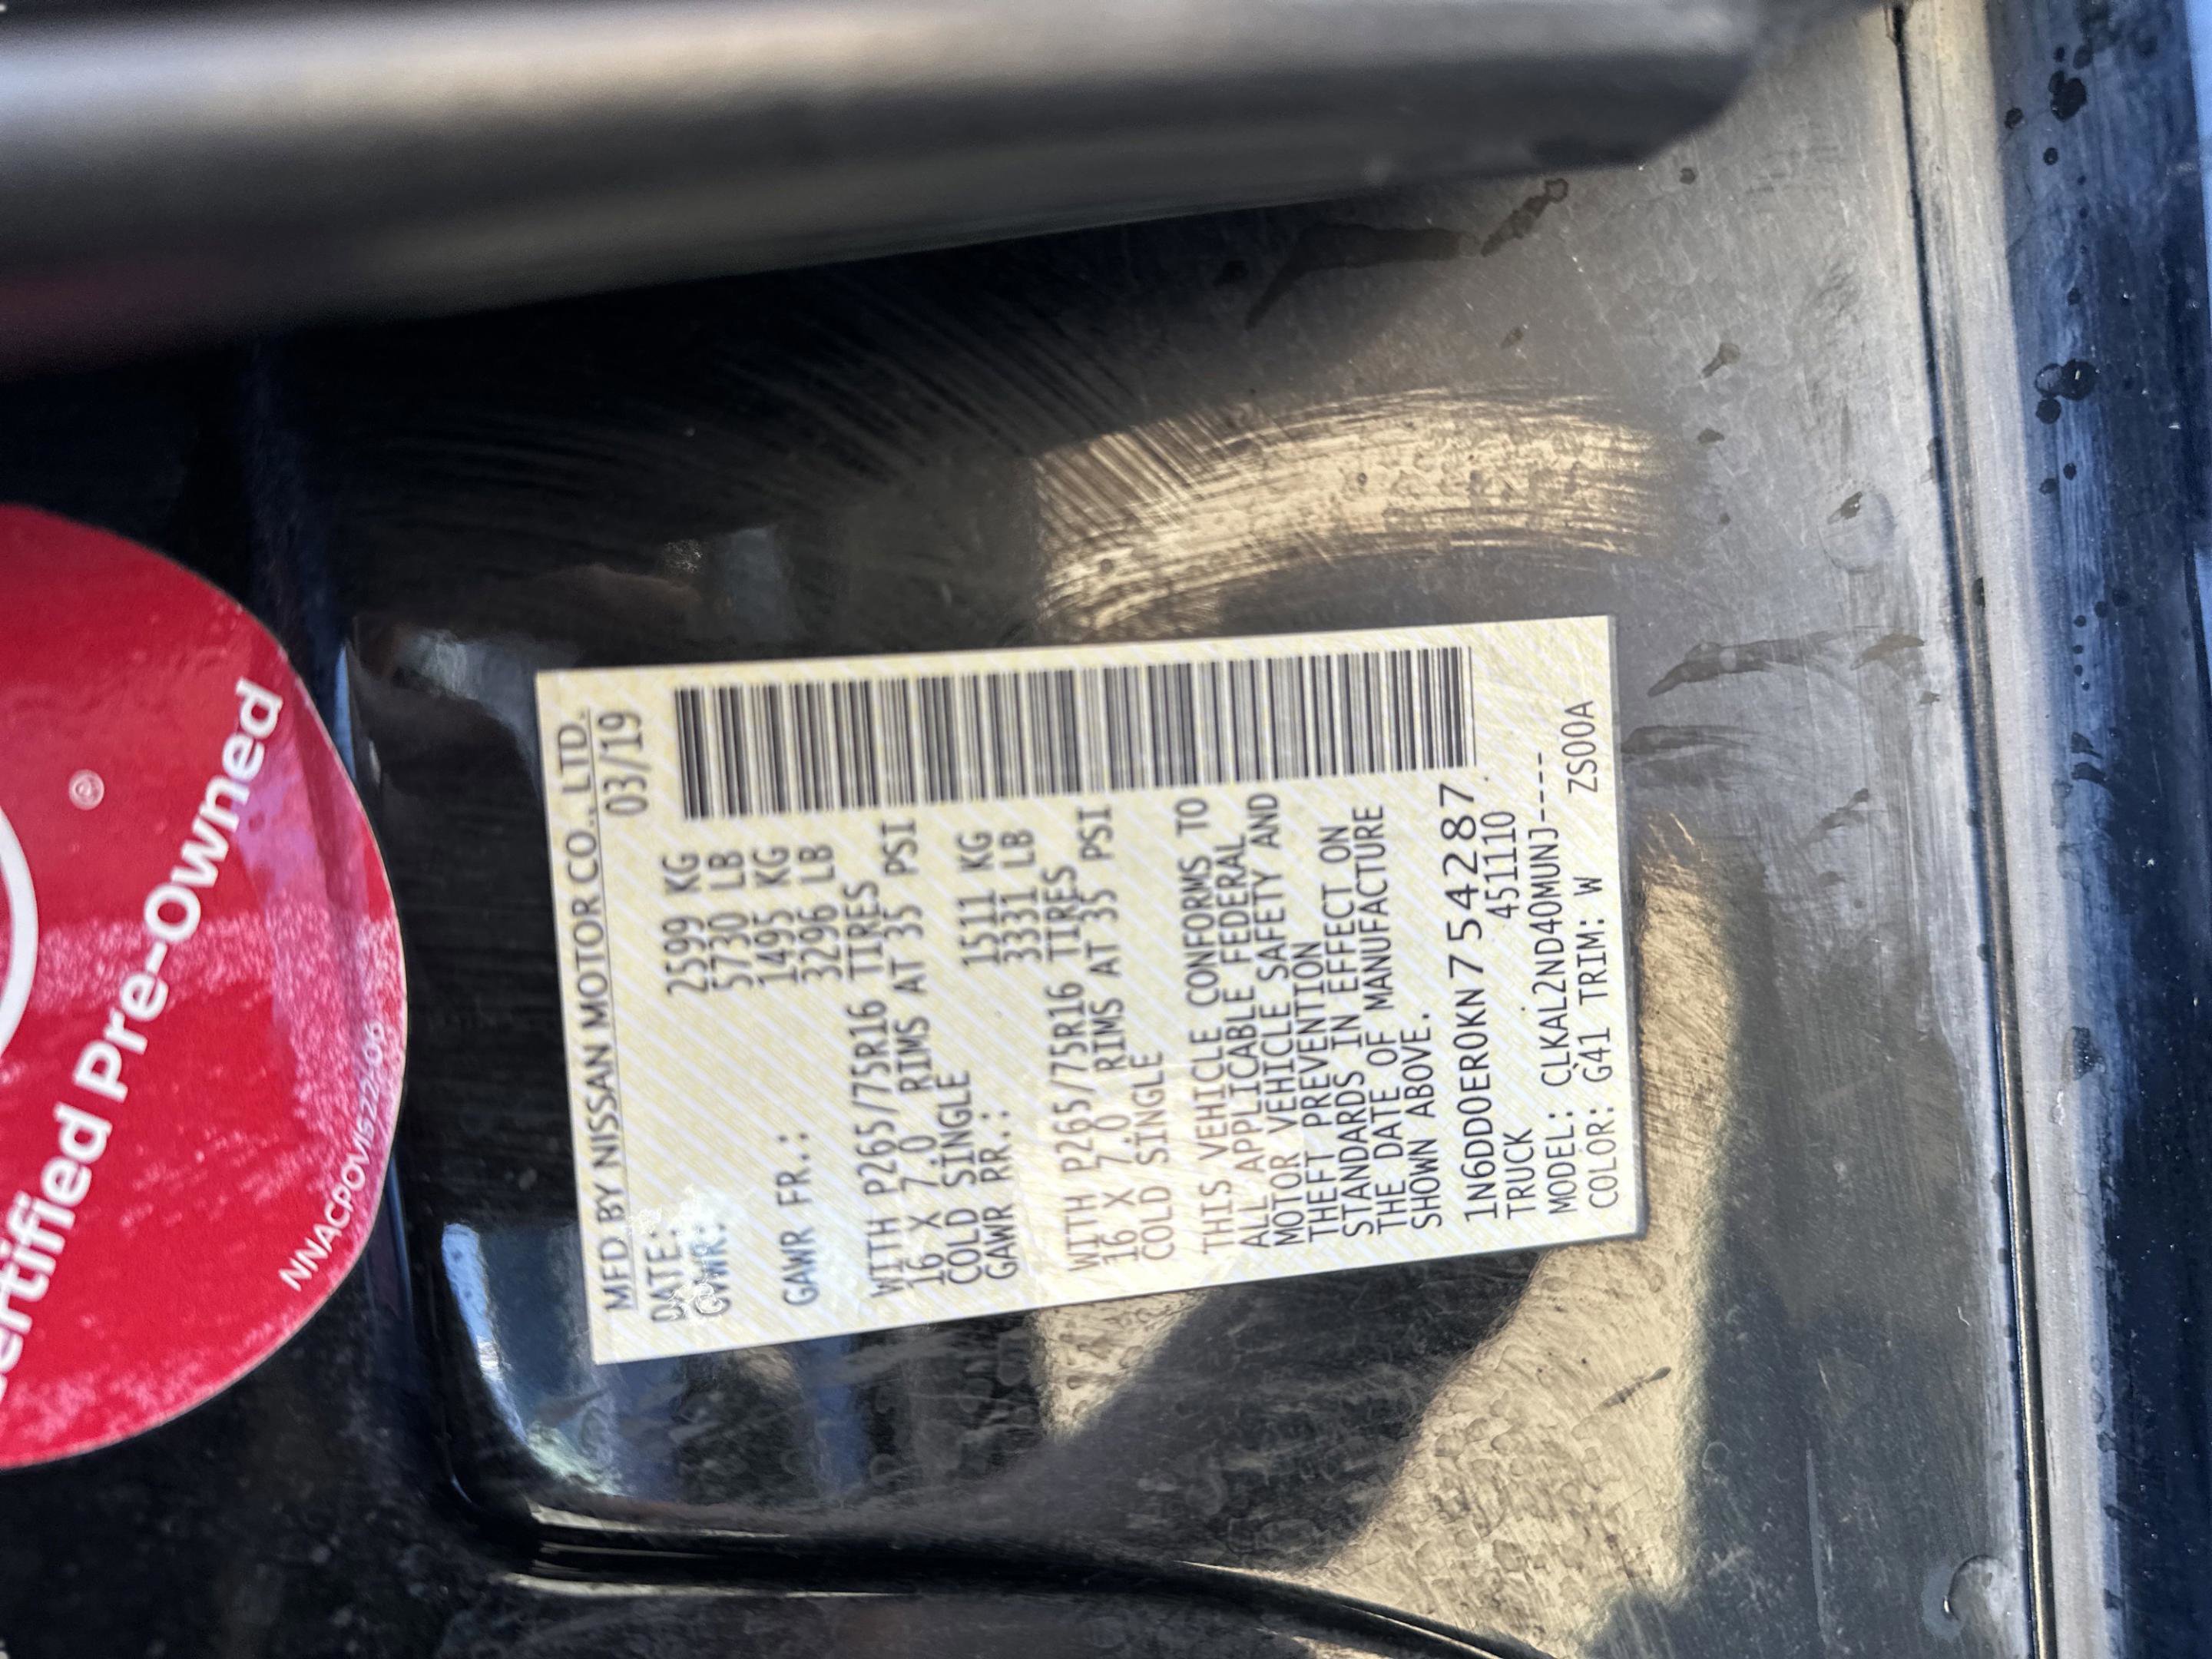 MFD BY NISSAN MOTOR CO., LTD.
DATE: 03/19
GVWR: 2599 KG
5730 LB
GAWR FR.: 1495 KG
3296 LB
WITH P265/75R16 TIRES
16 X 7.0 RIMS AT 35 PSI
COLD SINGLE
GAWR RR.: 1511 KG
3331 LB
WITH P265/75R16 TIRES
16 X 7.0 RIMS AT 35 PSI
COLD SINGLE
THIS VEHICLE CONFORMS TO
ALL APPLICABLE FEDERAL
MOTOR VEHICLE SAFETY AND
THEFT PREVENTION
STANDARDS IN EFFECT ON
THE DATE OF MANUFACTURE
SHOWN ABOVE.
1N6DD0ER0KN754287
TRUCK 451110
MODEL: CLKAL2ND40MUNJ----
COLOR: G41 TRIM: W ZS00A
ertified Pre-Owned
®
NNACPOVIS22-06